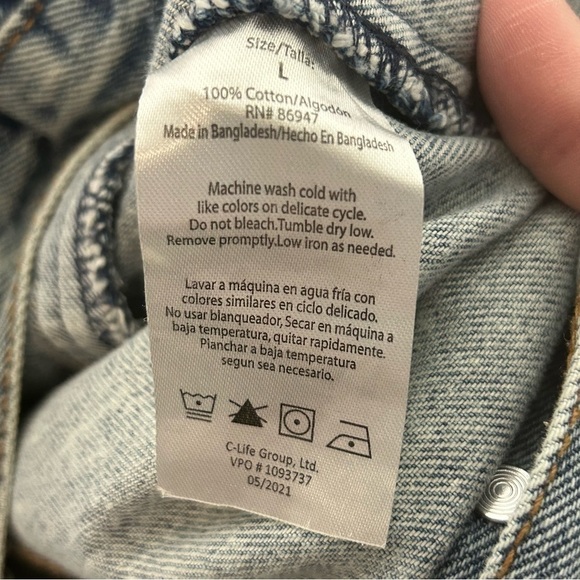 Size/Talla:
L
100% Cotton/Algodón
RN# 86947
Made in Bangladesh/Hecho En Bangladesh
Machine wash cold with
like colors on delicate cycle.
Do not bleach.Tumble dry low.
Remove promptly.Low iron as needed.
Lavar a máquina en agua fría con
colores similares en ciclo delicado.
No usar blanqueador, Secar en máquina a
baja temperatura, quitar rapidamente.
Planchar a baja temperatura
segun sea necesario.
C-Life Group, Ltd.
VPO # 1093737
05/2021